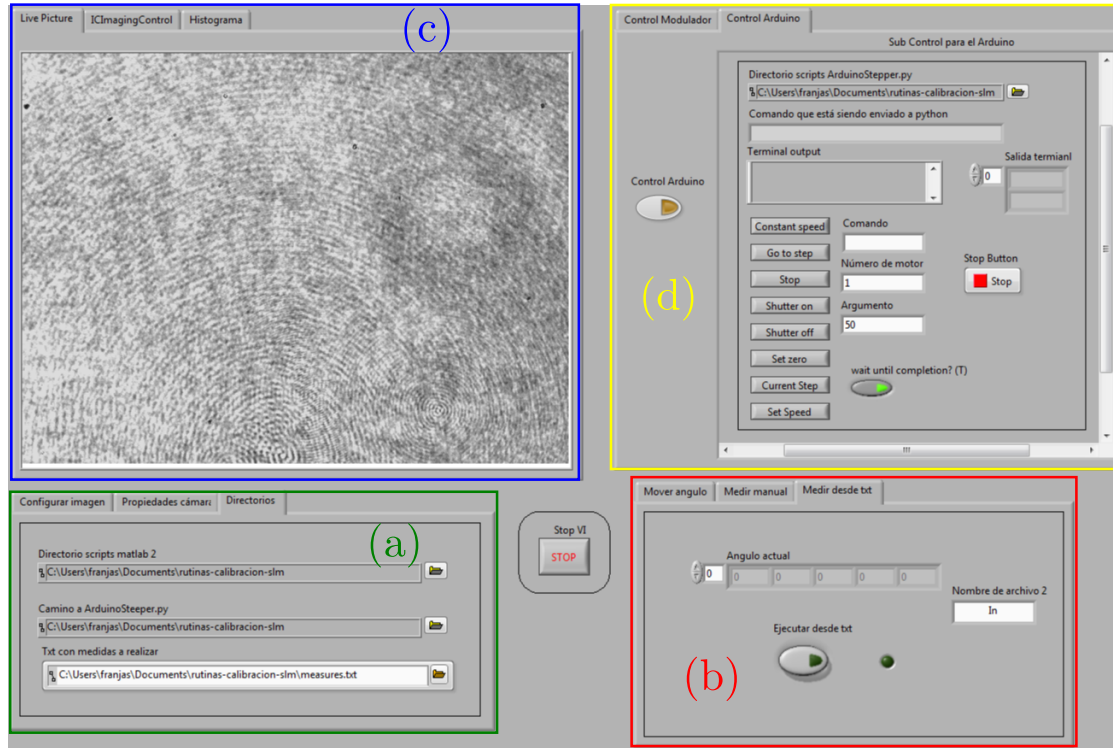 Live Picture
ICImagingControl
Histograma
(c)
Control Modulador
Control Arduino
Sub Control para el Arduino
Directorio scripts ArduinoStepper.py
C:\Users\franjas\Documents\rutinas-calibracion-slm
Comando que está siendo enviado a python
Terminal output
Salida termianl
0
Control Arduino
(d)
Constant speed
Go to step
Stop
Shutter on
Shutter off
Set zero
Current Step
Set Speed
Comando
Número de motor
1
Argumento
50
wait until completion? (T)
Stop Button
Stop
Configurar imagen
Propiedades cámara
Directorios
(a)
Directorio scripts matlab 2
C:\Users\franjas\Documents\rutinas-calibracion-slm
Camino a ArduinoSteeper.py
C:\Users\franjas\Documents\rutinas-calibracion-slm
Txt con medidas a realizar
C:\Users\franjas\Documents\rutinas-calibracion-slm\measures.txt
Stop VI
STOP
Mover angulo
Medir manual
Medir desde txt
Angulo actual
0
0 0 0 0 0
Nombre de archivo 2
In
Ejecutar desde txt
(b)